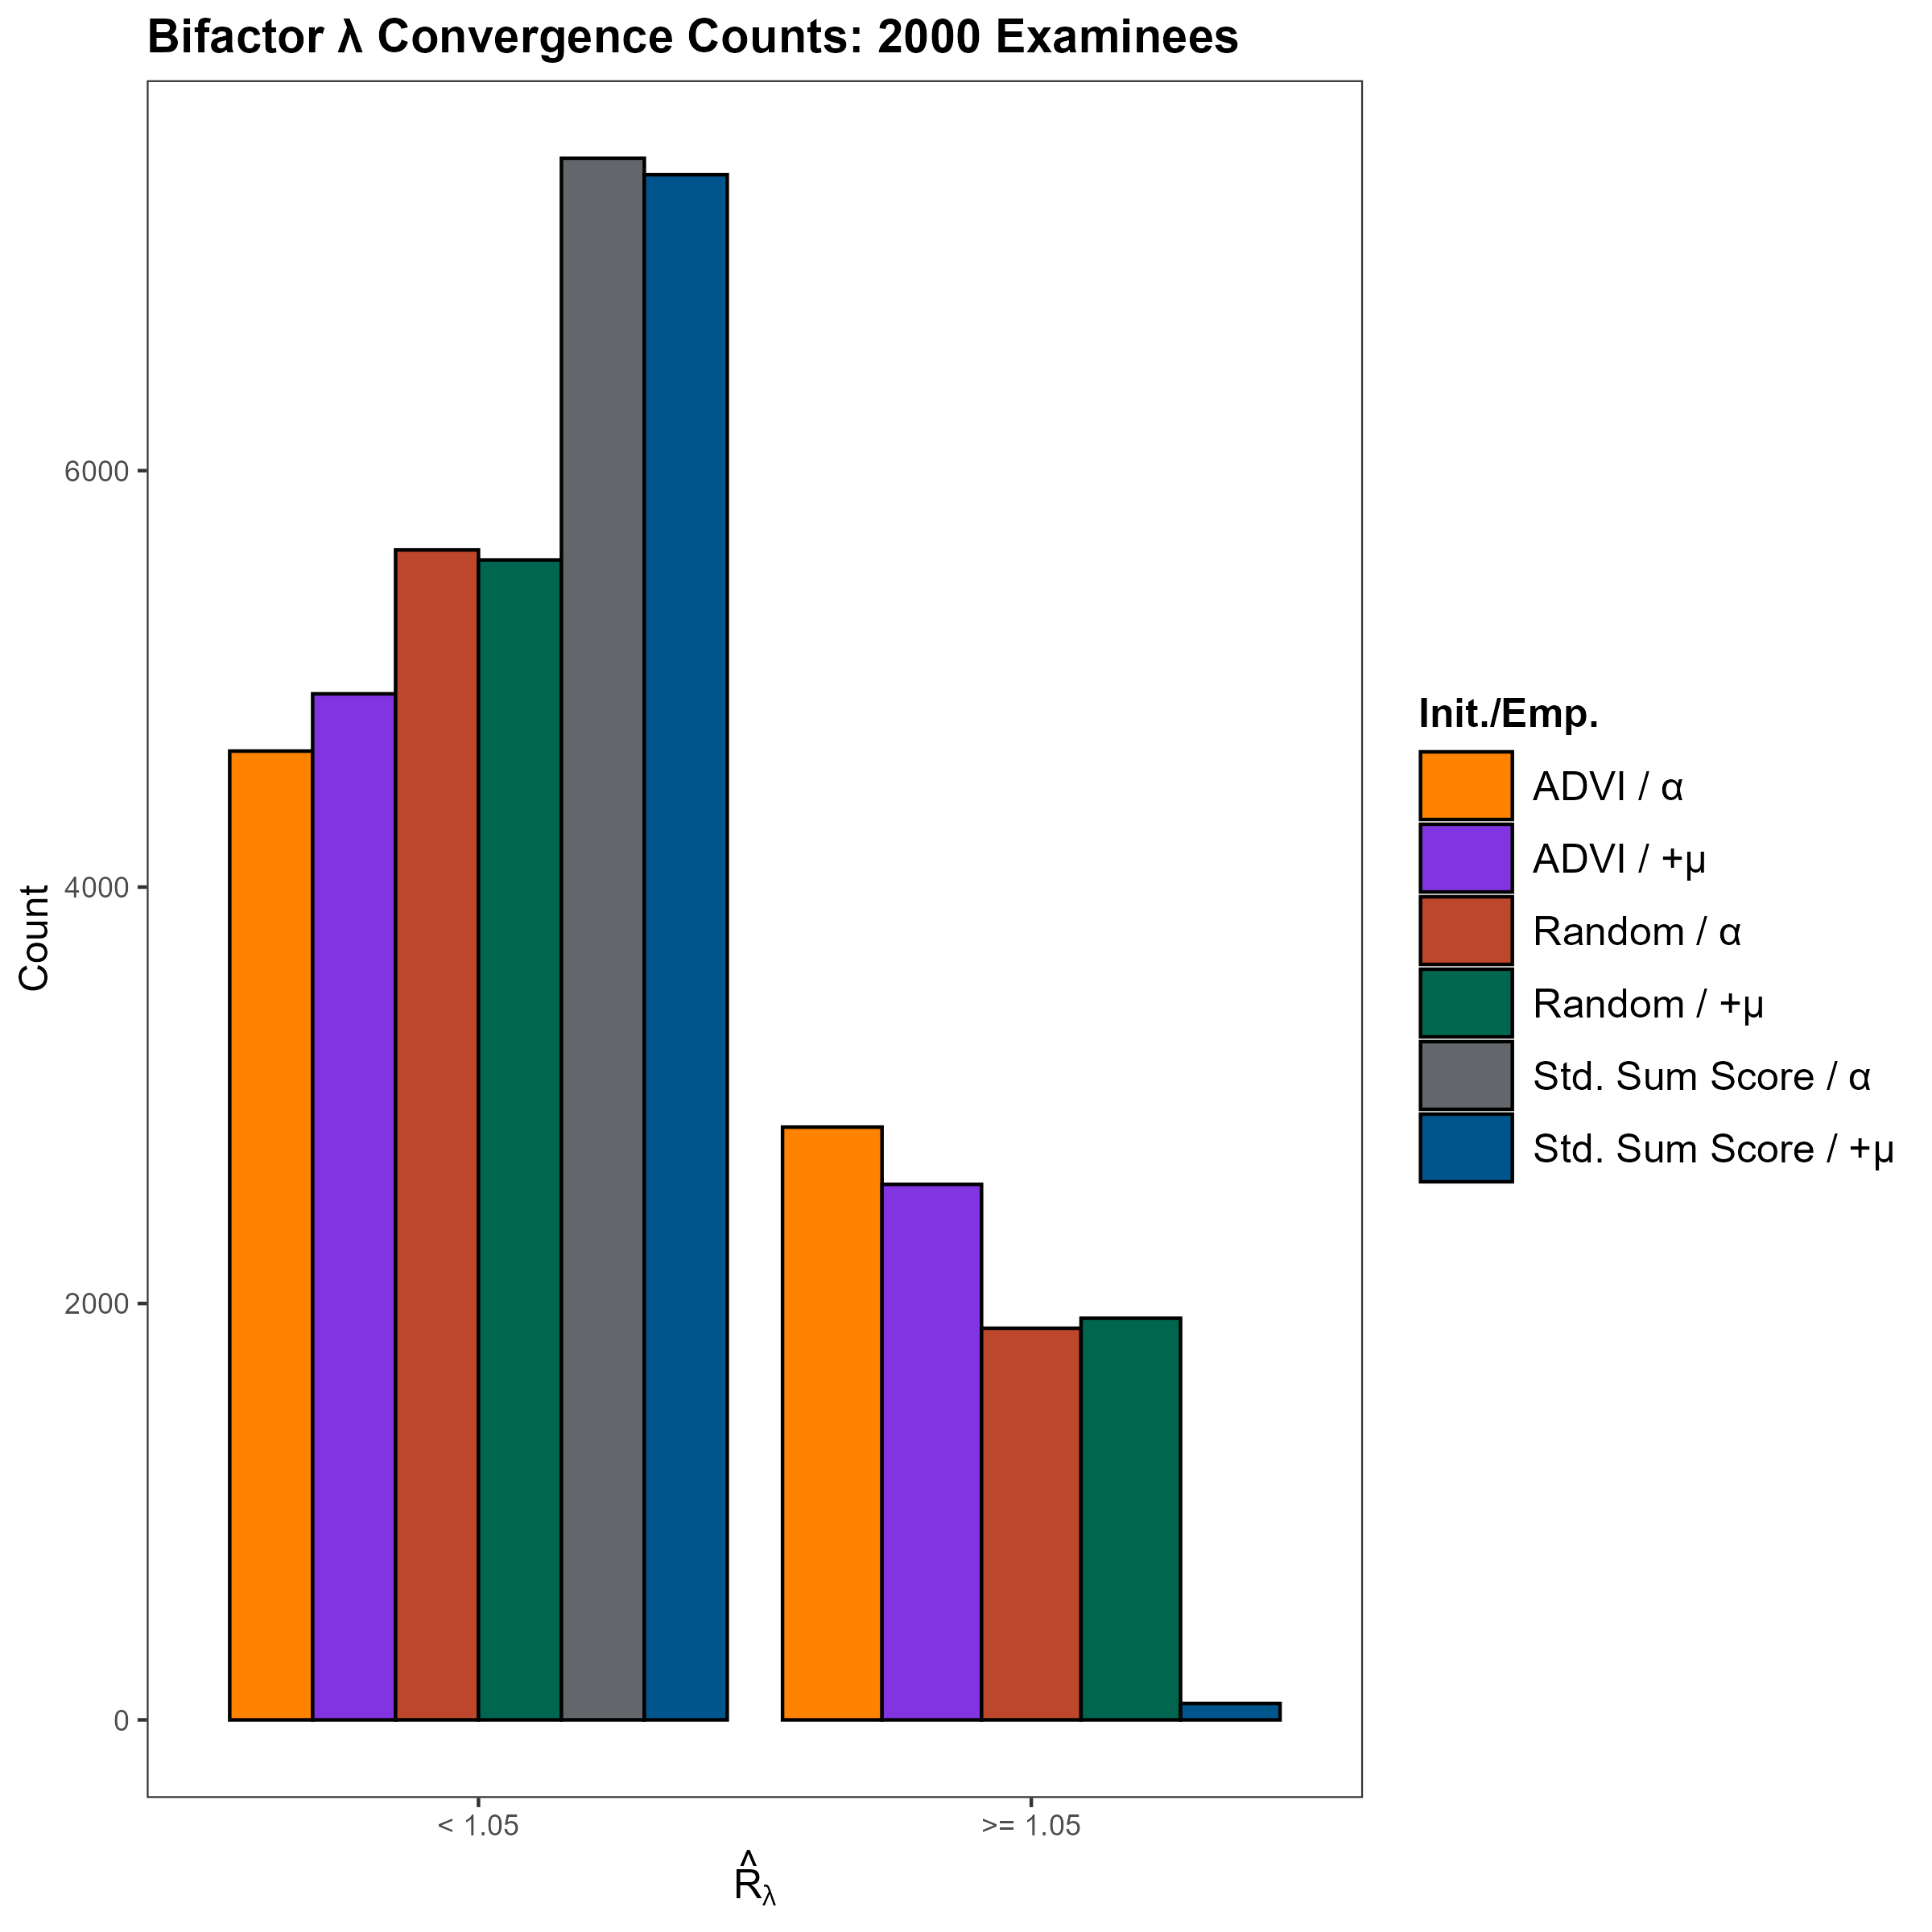 Bifactor λ Convergence Counts: 2000 Examinees
6000
4000
2000
0
Count
< 1.05
>= 1.05
R̂λ
Init./Emp.
ADVI / α
ADVI / +μ
Random / α
Random / +μ
Std. Sum Score / α
Std. Sum Score / +μ